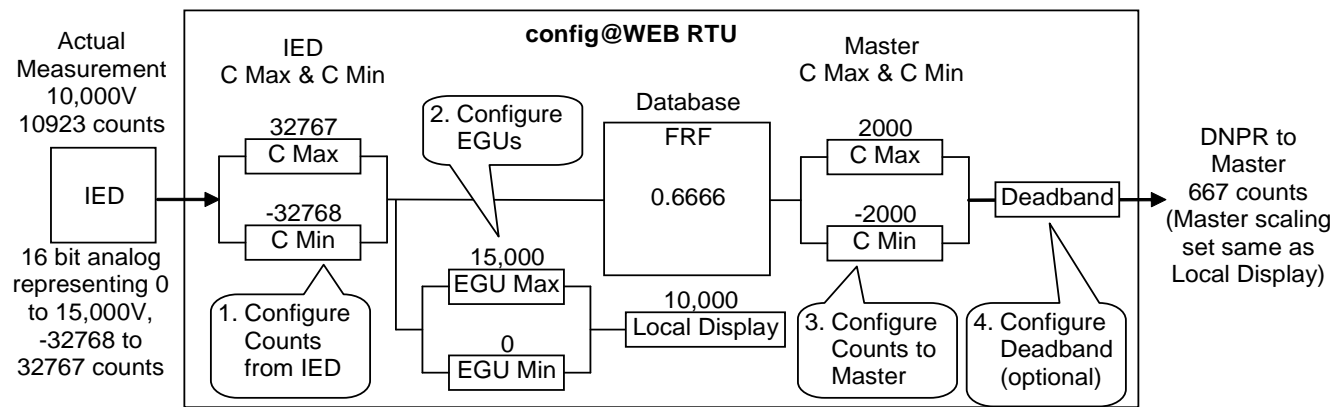 config@WEB RTU
Actual
Measurement
10,000V
10923 counts
IED
16 bit analog
representing 0
to 15,000V,
-32768 to
32767 counts
IED
C Max & C Min
32767
C Max
-32768
C Min
1. Configure
Counts
from IED
2. Configure
EGUs
15,000
EGU Max
0
EGU Min
10,000
Local Display
Database
FRF
0.6666
Master
C Max & C Min
2000
C Max
-2000
C Min
3. Configure
Counts to
Master
Deadband
4. Configure
Deadband
(optional)
DNPR to
Master
667 counts
(Master scaling
set same as
Local Display)